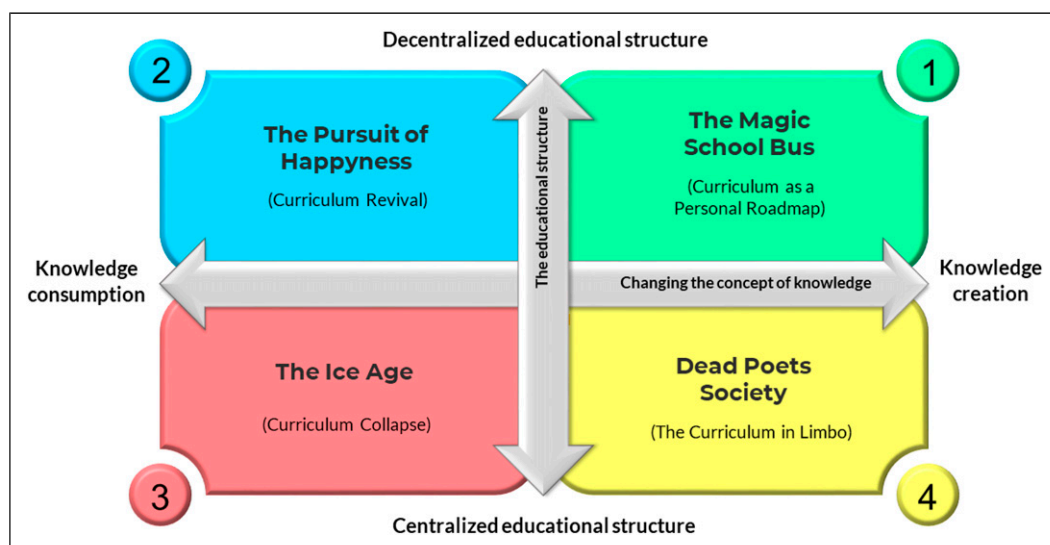 Decentralized educational structure
2
1
The Pursuit of
Happyness
(Curriculum Revival)
The Magic
School Bus
(Curriculum as a
Personal Roadmap)
The educational structure
Knowledge
consumption
Changing the concept of knowledge
Knowledge
creation
The Ice Age
(Curriculum Collapse)
Dead Poets
Society
(The Curriculum in Limbo)
3
4
Centralized educational structure